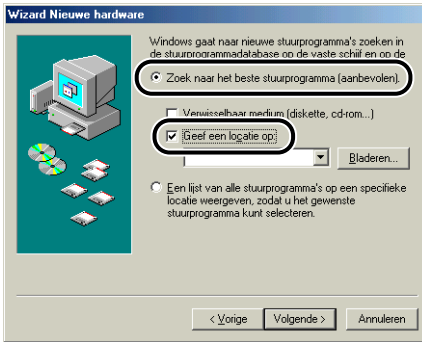 Wizard Nieuwe hardware
Windows gaat naar nieuwe stuurprogramma's zoeken in
de stuurprogrammadatabase op de vaste schijf en op de
Zoek naar het beste stuurprogramma (aanbevolen).
Verwisselbaar medium (diskette, cd-rom...)
Geef een locatie op:
Bladeren...
Een lijst van alle stuurprogramma's op een specifieke
locatie weergeven, zodat u het gewenste
stuurprogramma kunt selecteren.
< Vorige
Volgende >
Annuleren